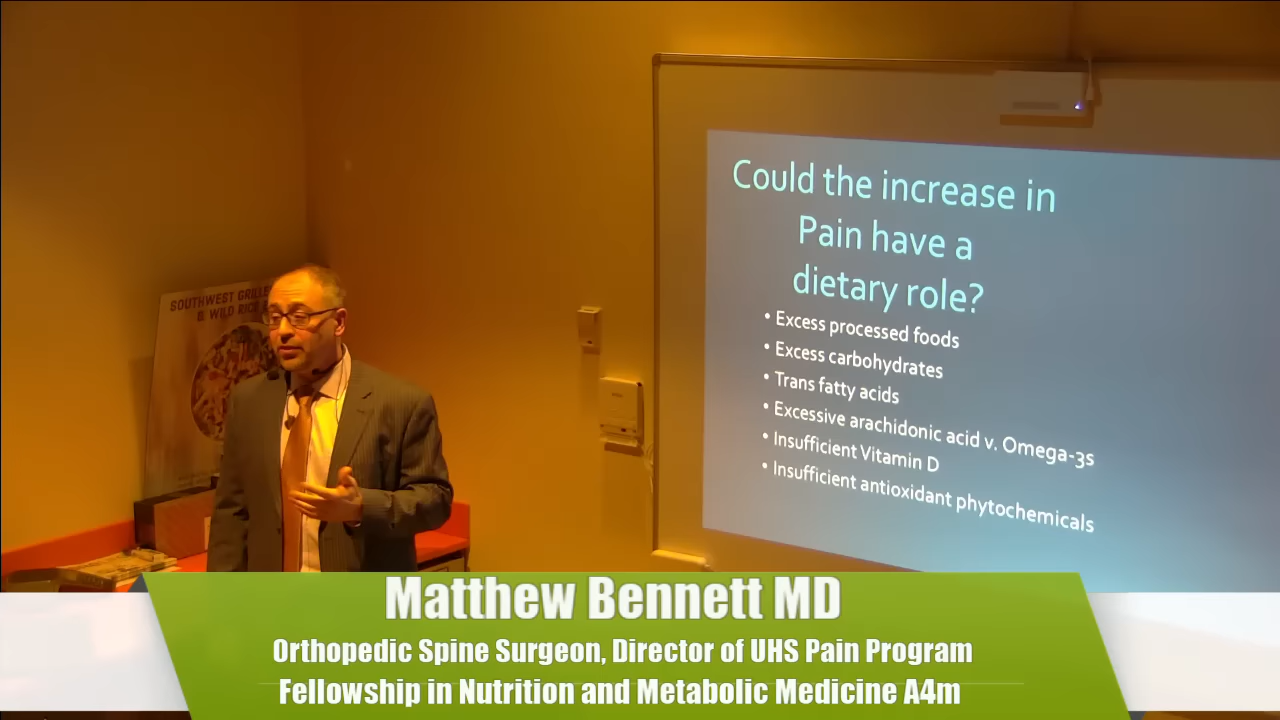 SOUTHWEST GRILLE
& WILD RICE
Could the increase in
Pain have a
dietary role?
• Excess processed foods
• Excess carbohydrates
• Trans fatty acids
• Excessive arachidonic acid v. Omega-3s
• Insufficient Vitamin D
• Insufficient antioxidant phytochemicals
Matthew Bennett MD
Orthopedic Spine Surgeon, Director of UHS Pain Program
Fellowship in Nutrition and Metabolic Medicine A4m